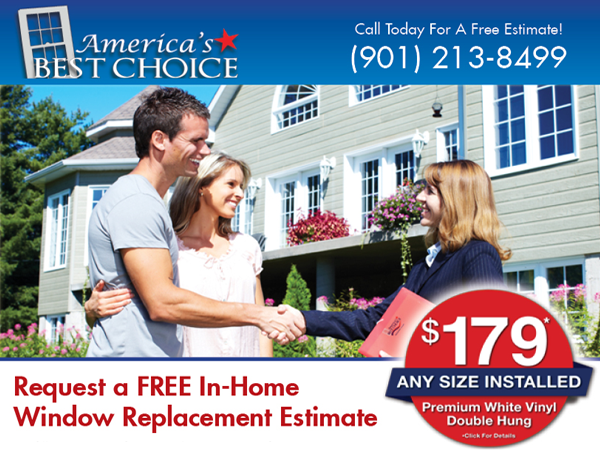 America's
BEST CHOICE
Call Today For A Free Estimate!
(901) 213-8499
$179*
ANY SIZE INSTALLED
Premium White Vinyl
Double Hung
*Click For Details
Request a FREE In-Home
Window Replacement Estimate